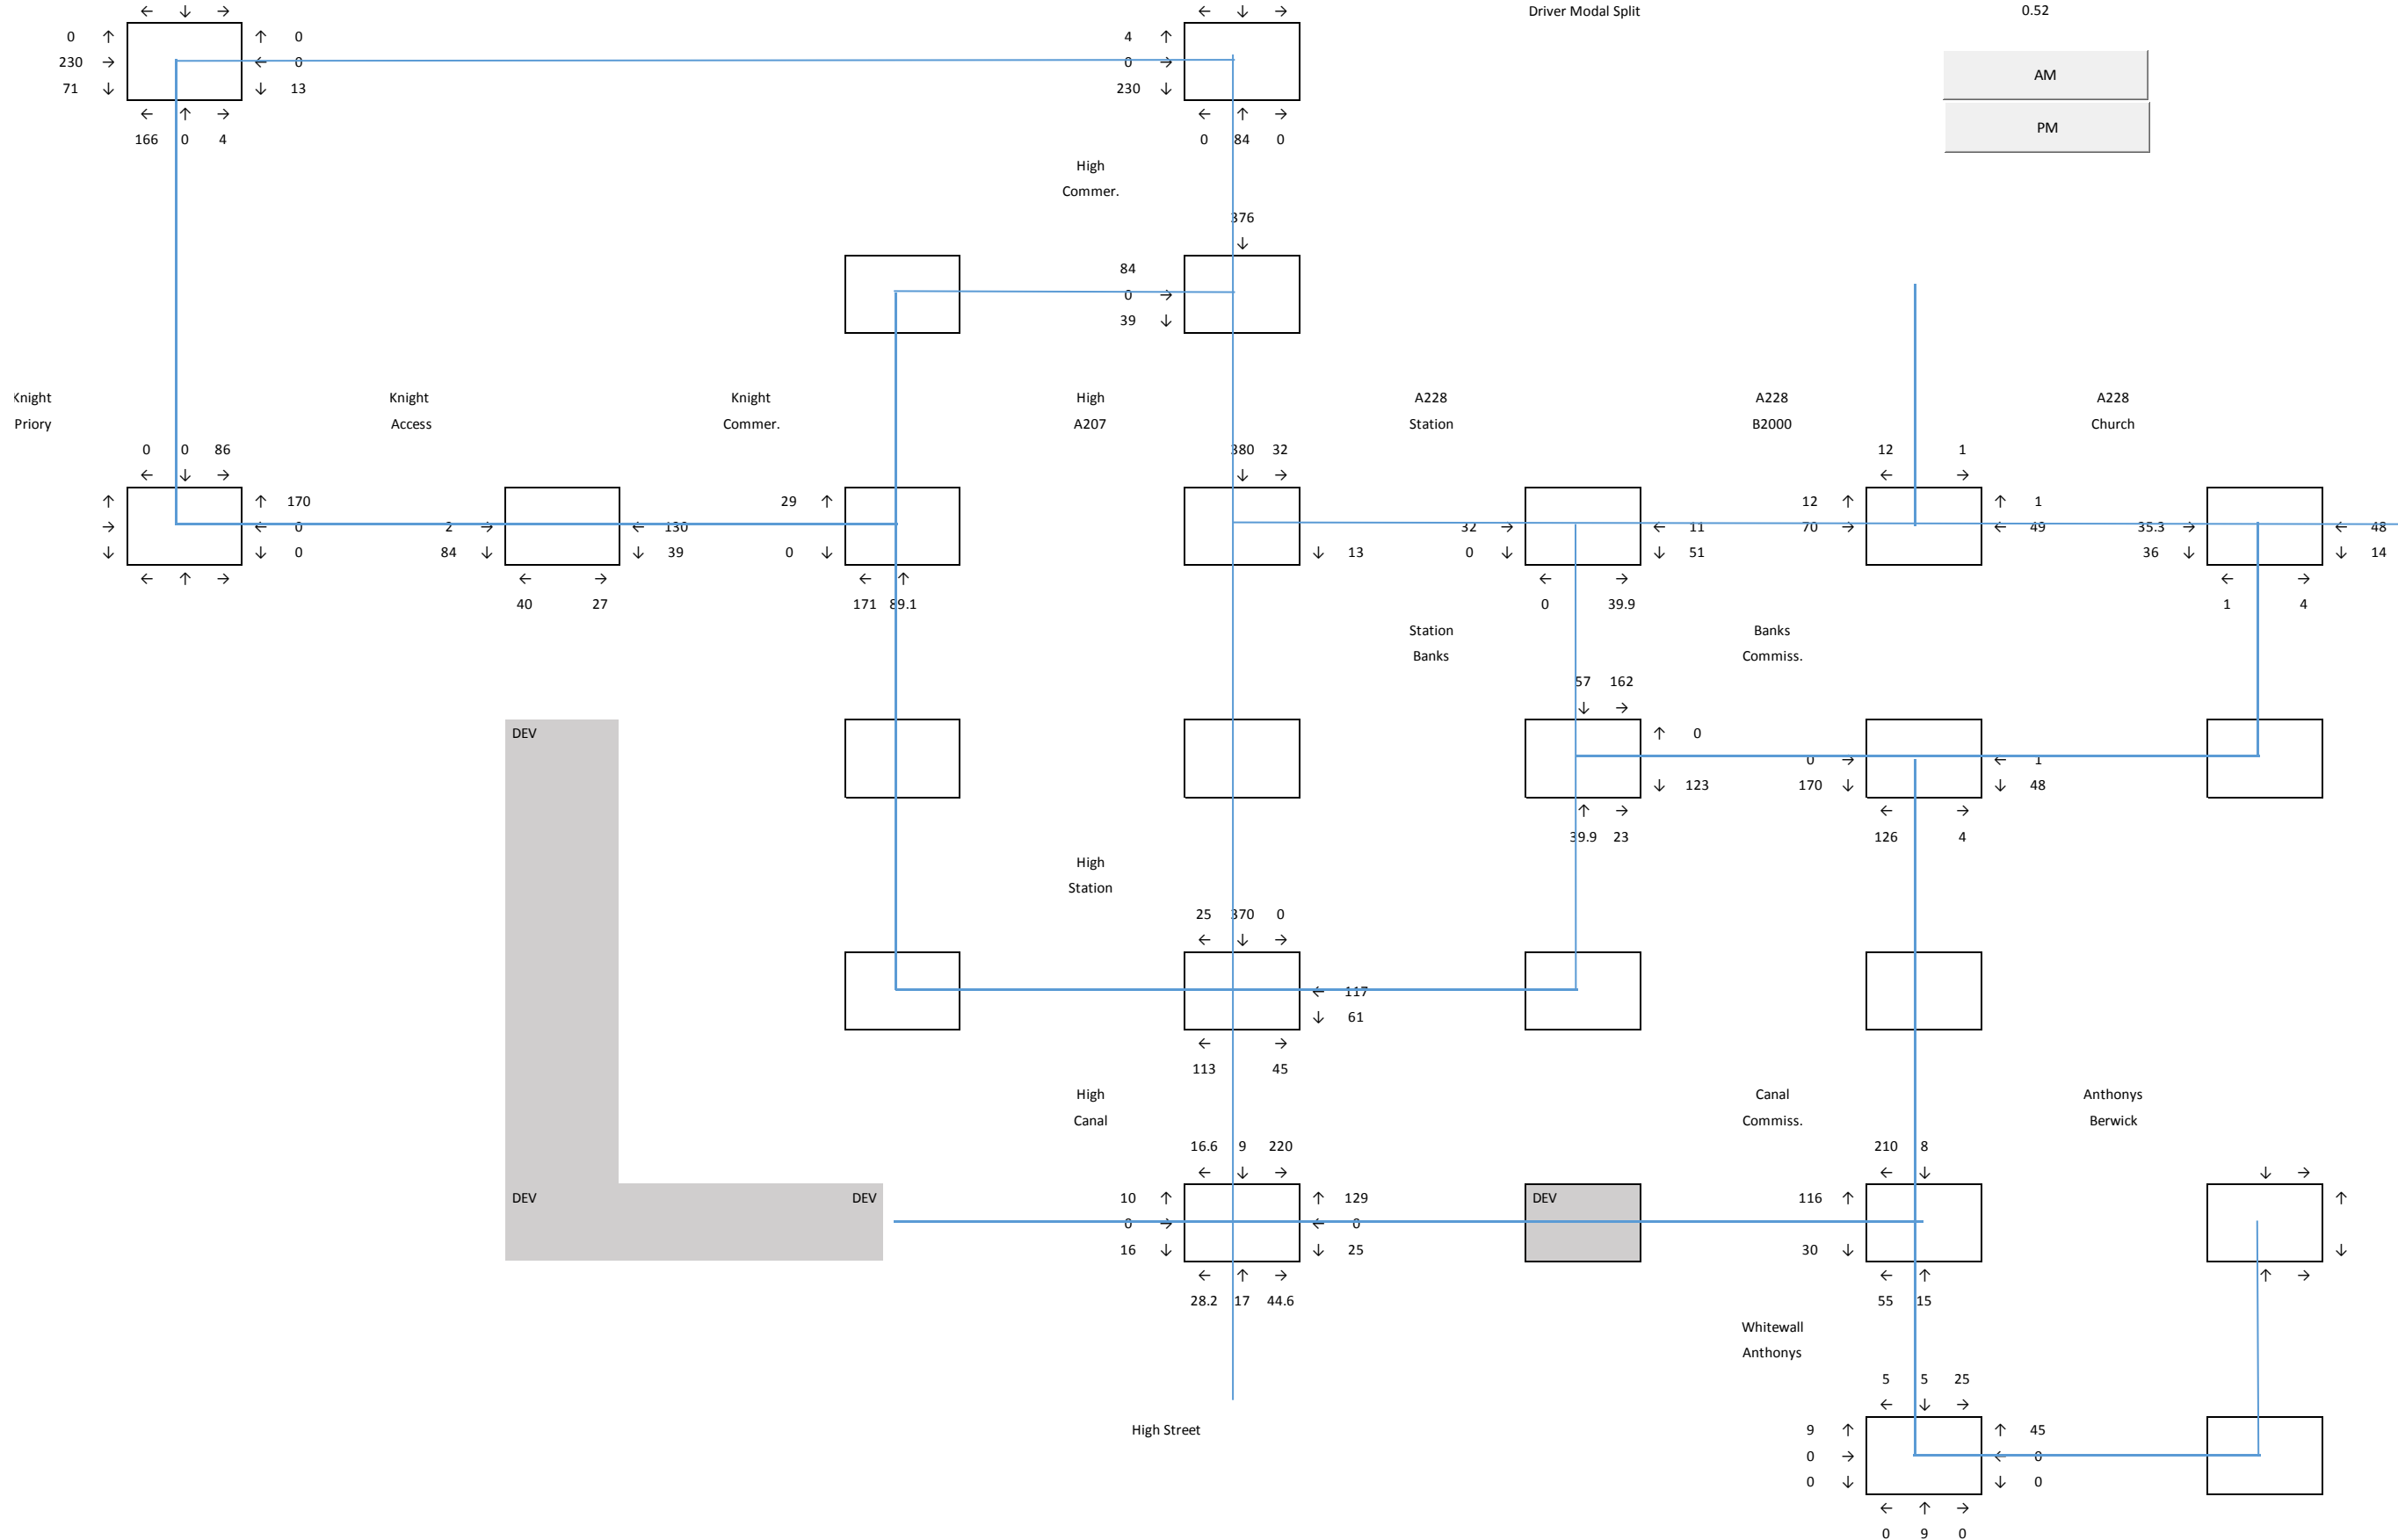 ← ↓ → ← ↓ → Driver Modal Split 0.52
0 ↑ ↑ 0 4 ↑
230 → ← 0 0 → AM
71 ↓ ↓ 13 230 ↓
← ↑ → ← ↑ → PM
166 0 4 0 84 0
High
Commer.
376
↓
84
0 →
39 ↓
Knight Knight Knight High A228 A228 A228
Priory Access Commer. A207 Station B2000 Church
0 0 86 380 32 12 1
← ↓ → ↓ → ← →
↑ ↑ 170 29 ↑ 12 ↑ ↑ 1
→ ← 0 2 → ← 130 32 → ← 11 70 → ← 49 35.3 → ← 48
↓ ↓ 0 84 ↓ ↓ 39 0 ↓ ↓ 13 0 ↓ ↓ 51 36 ↓ ↓ 14
← ↑ → ← → ← ↑ ← → ← →
40 27 171 89.1 0 39.9 1 4
Station Banks
Banks Commiss.
57 162
↓ →
DEV ↑ 0
0 → ← 1
↓ 123 170 ↓ ↓ 48
↑ → ← →
39.9 23 126 4
High
Station
25 370 0
← ↓ →
← 117
↓ 61
← →
113 45
High Canal Anthonys
Canal Commiss. Berwick
16.6 9 220 210 8
← ↓ → ← ↓ ↓ →
DEV DEV 10 ↑ ↑ 129 DEV 116 ↑ ↑
0 → ← 0
16 ↓ ↓ 25 30 ↓ ↓
← ↑ → ← ↑ ↑ →
28.2 17 44.6 55 15
Whitewall
Anthonys
5 5 25
← ↓ →
High Street 9 ↑ ↑ 45
0 → ← 0
0 ↓ ↓ 0
← ↑ →
0 9 0